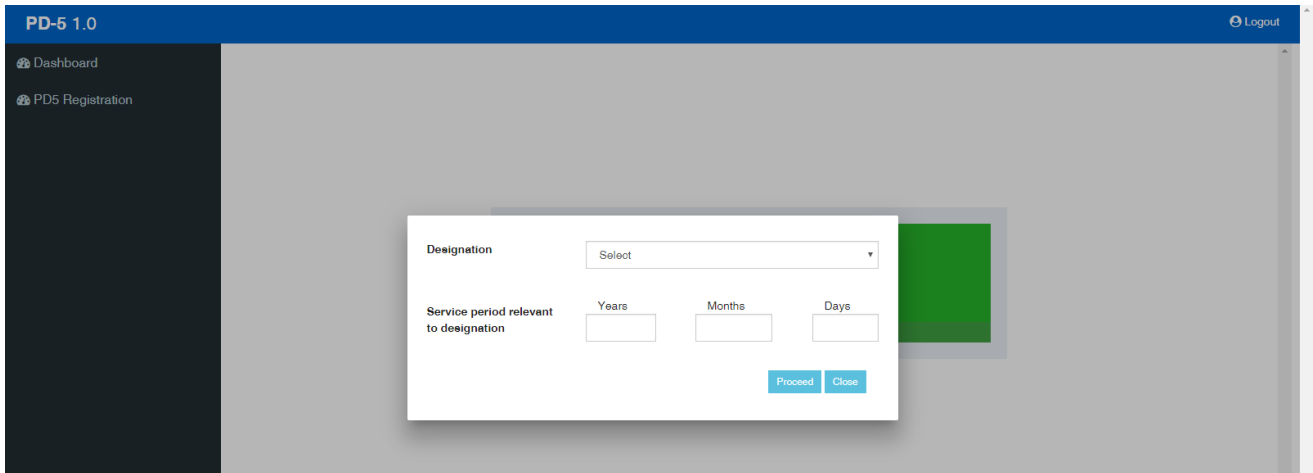 PD-5 1.0
Logout
Dashboard
PD5 Registration
Designation
Select
Service period relevant
to designation
Years Months Days
Proceed Close